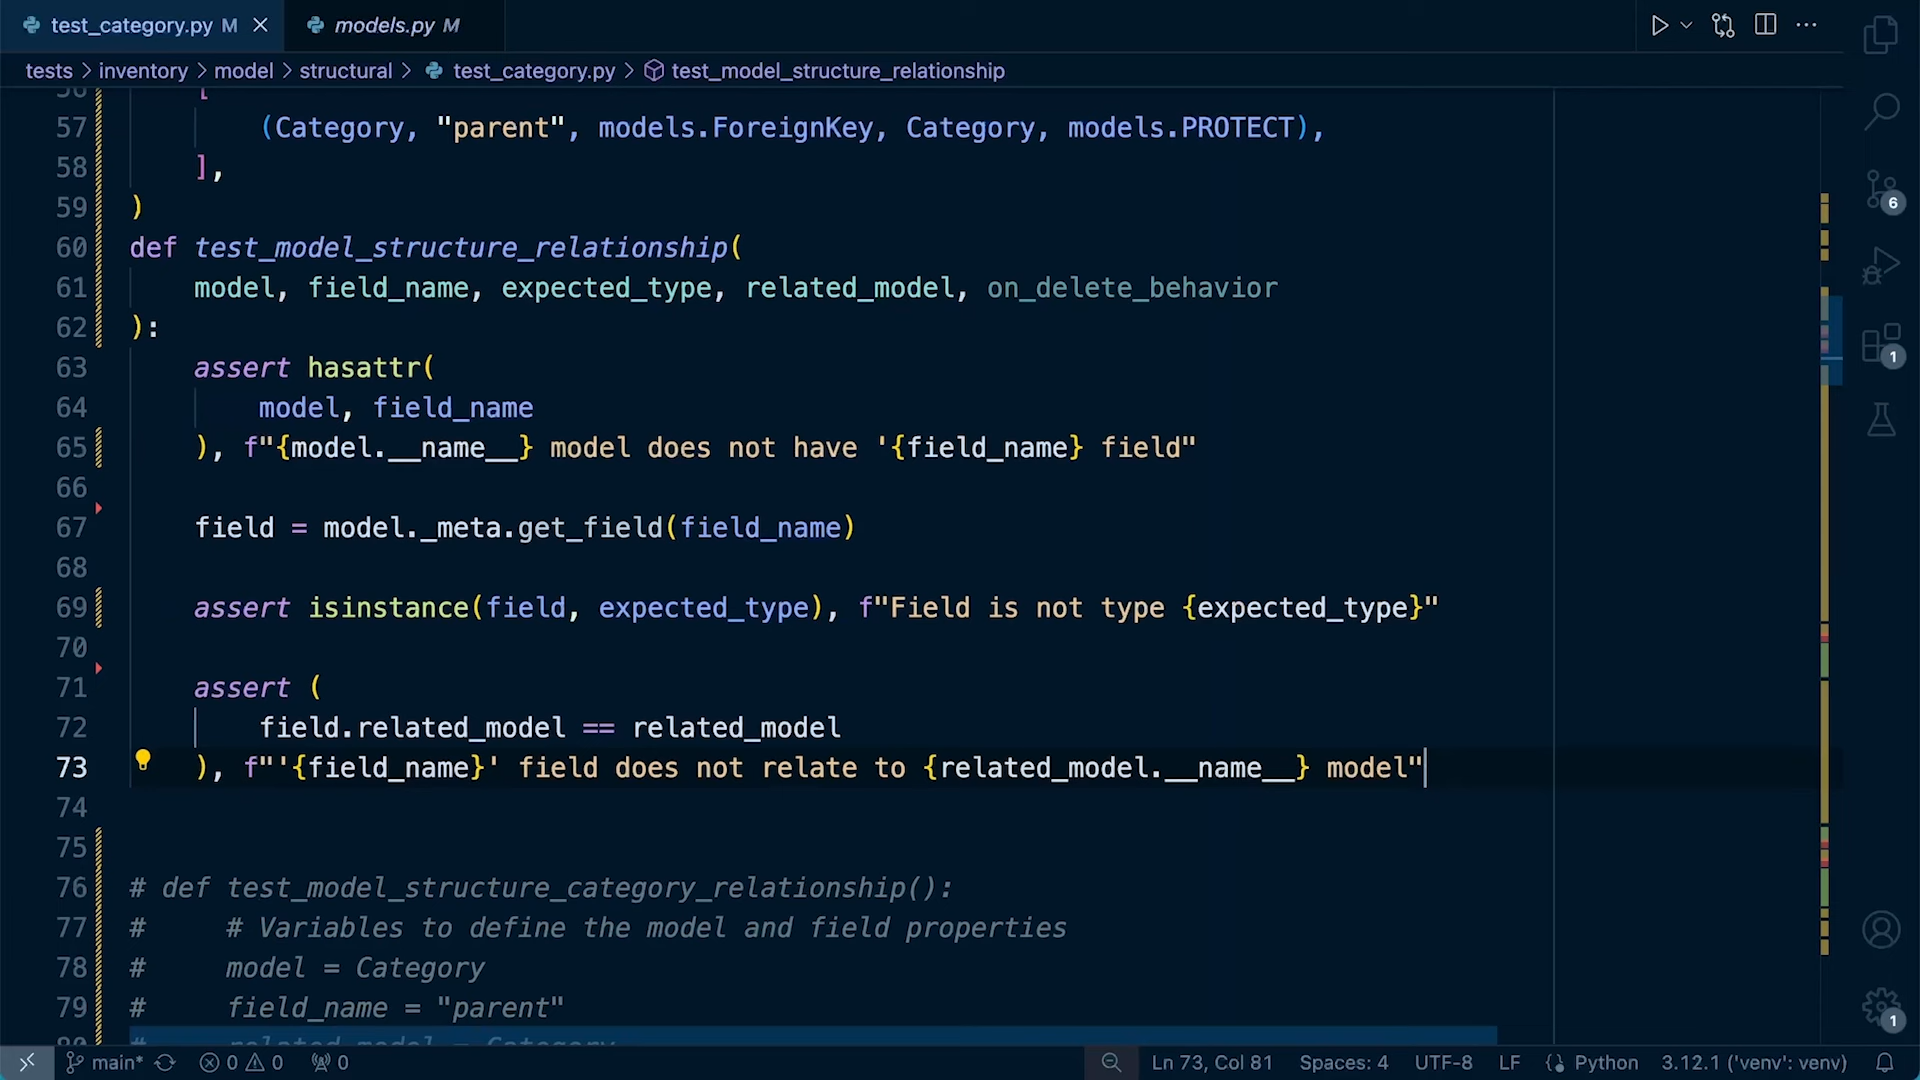 test_category.py M
models.py M
tests > inventory > model > structural > test_category.py > test_model_structure_relationship
56 [
57 (Category, "parent", models.ForeignKey, Category, models.PROTECT),
58 ],
59 )
60 def test_model_structure_relationship(
61 model, field_name, expected_type, related_model, on_delete_behavior
62 ):
63 assert hasattr(
64 model, field_name
65 ), f"{model.__name__} model does not have '{field_name} field"
66
67 field = model._meta.get_field(field_name)
68
69 assert isinstance(field, expected_type), f"Field is not type {expected_type}"
70
71 assert (
72 field.related_model == related_model
73 ), f"'{field_name}' field does not relate to {related_model.__name__} model"
74
75
76 # def test_model_structure_category_relationship():
77 # # Variables to define the model and field properties
78 # model = Category
79 # field_name = "parent"
80 # related_model = Category
6
1
1
main* 0 0 0 Ln 73, Col 81 Spaces: 4 UTF-8 LF Python 3.12.1 ('venv': venv)